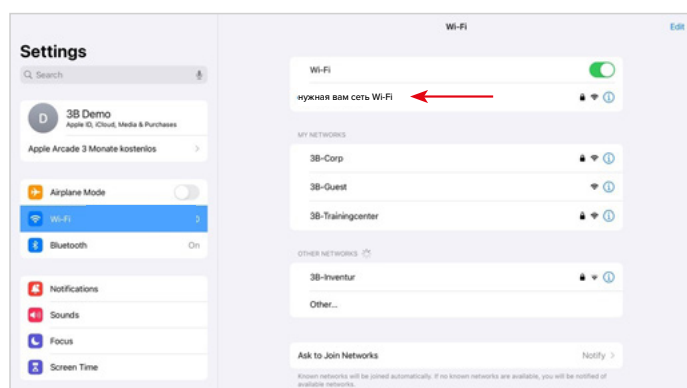 Wi-Fi
Edit
Settings
Search
D
3B Demo
Apple ID, iCloud, Media & Purchases
Apple Arcade 3 Monate kostenlos
Airplane Mode
Wi-Fi
Bluetooth On
Notifications
Sounds
Focus
Screen Time
Wi-Fi
нужная вам сеть Wi-Fi
MY NETWORKS
3B-Corp
3B-Guest
3B-Trainingcenter
OTHER NETWORKS
3B-Inventur
Other...
Ask to Join Networks Notify
Known networks will be joined automatically. If no known networks are available, you will be notified of
available networks.